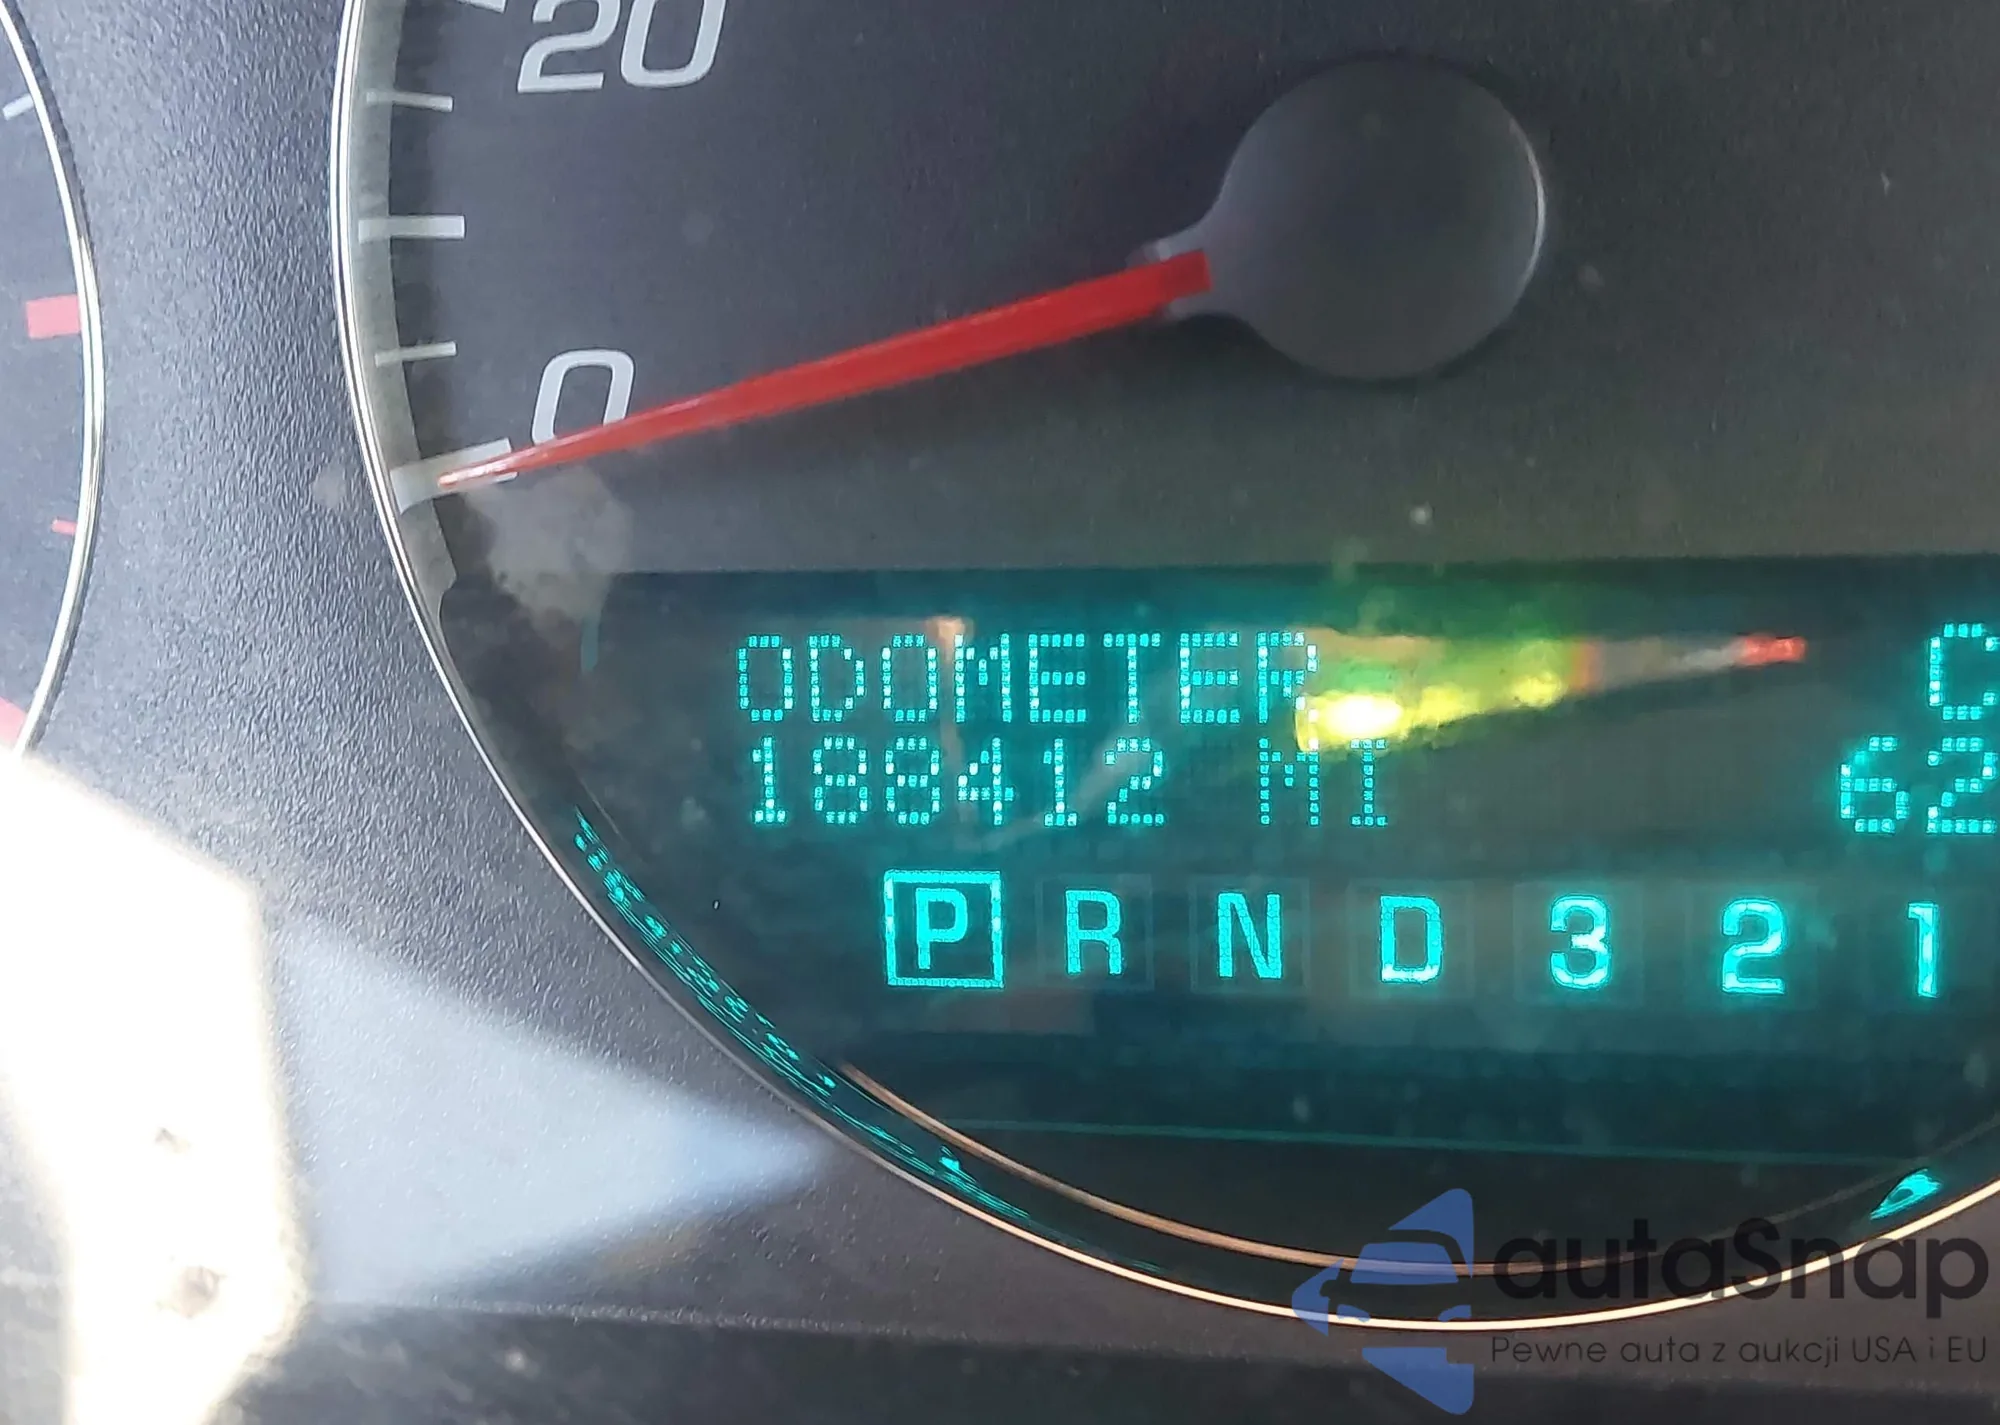 20
0
ODOMETER C
188412 MI 62
P R N D 3 2 1
autaSnap
Pewne auta z aukcji USA i EU